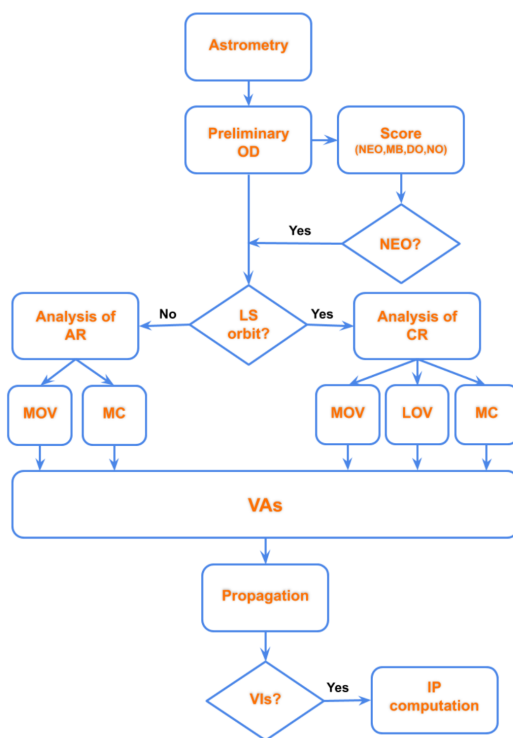 Astrometry
Preliminary
OD
Score
(NEO,MB,DO,NO)
Yes
NEO?
No
LS
orbit?
Yes
Analysis of
AR
Analysis of
CR
MOV
MC
MOV
LOV
MC
VAs
Propagation
VIs?
Yes
IP
computation